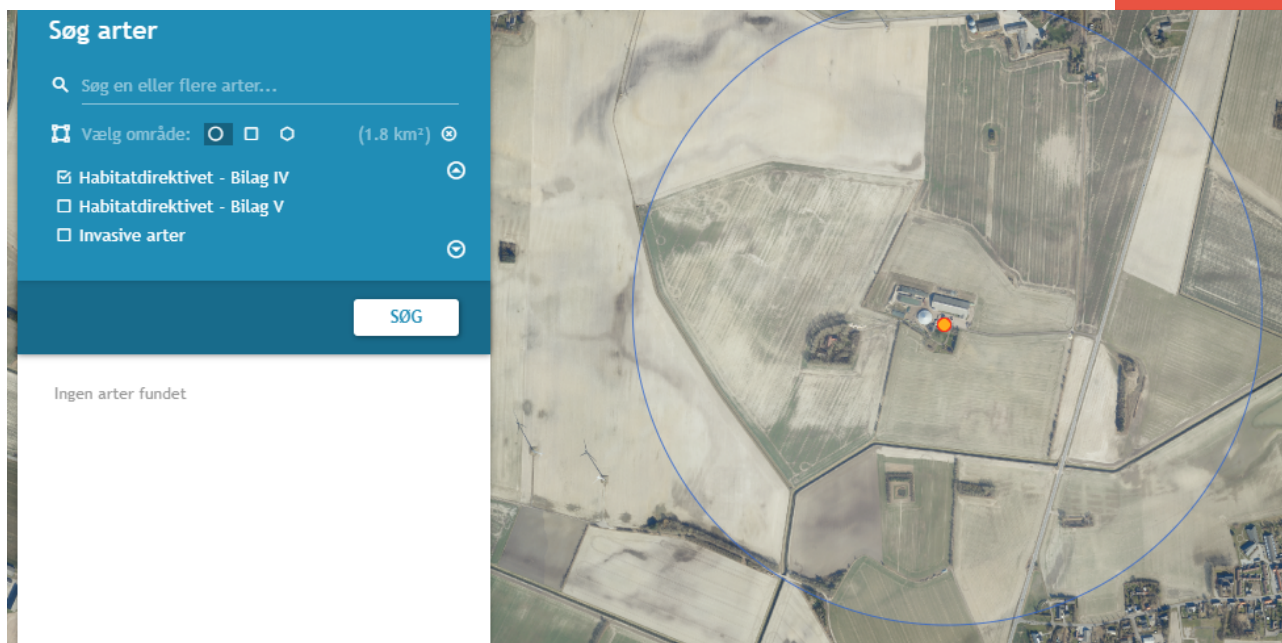 Søg arter
Søg en eller flere arter...
Vælg område: (1.8 km²)
Habitatdirektivet - Bilag IV
Habitatdirektivet - Bilag V
Invasive arter
SØG
Ingen arter fundet